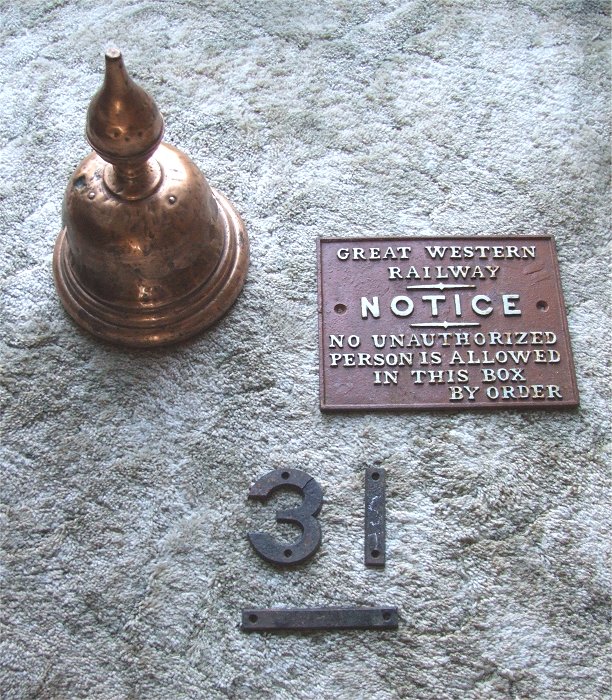 GREAT WESTERN
RAILWAY
NOTICE
NO UNAUTHORIZED
PERSON IS ALLOWED
IN THIS BOX
BY ORDER
31